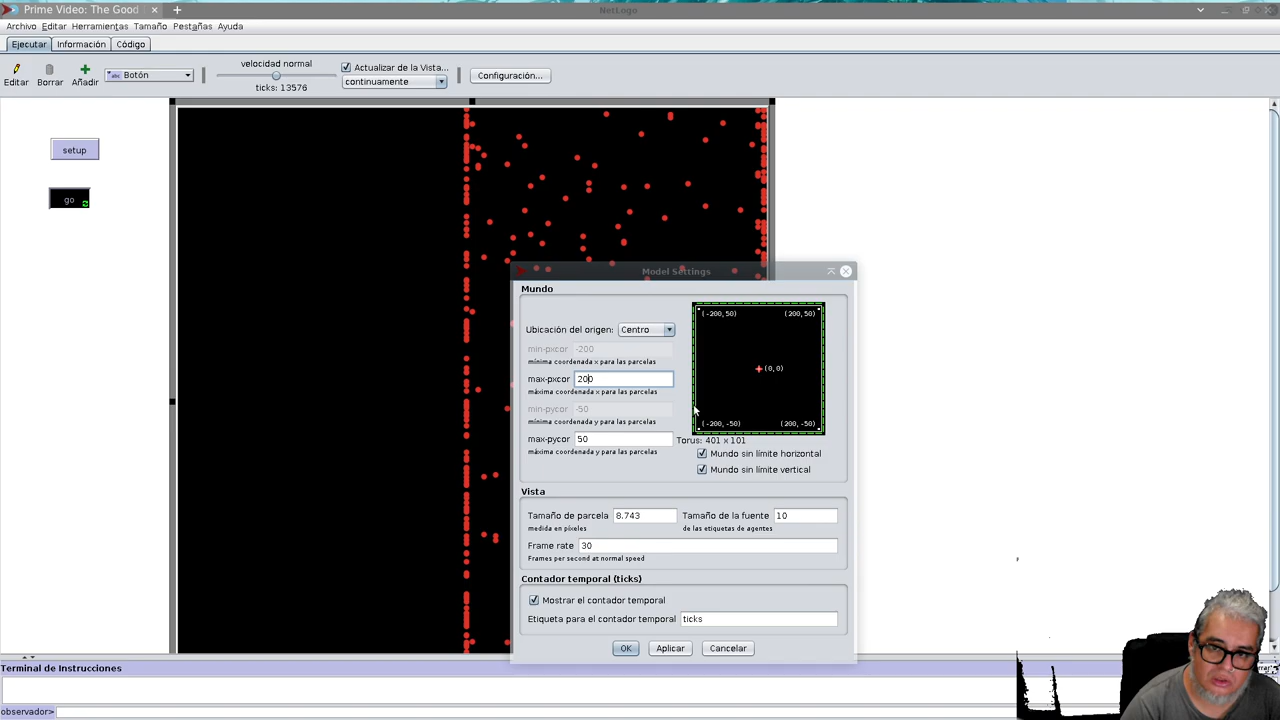 Prime Video: The Good
NetLogo
Archivo Editar Herramientas Tamaño Pestañas Ayuda
Ejecutar Información Código
velocidad normal
Actualizar de la Vista...
Editar Borrar Añadir
abc Botón
continuamente
Configuración...
ticks: 13576
setup
go
Model Settings
Mundo
Ubicación del origen: Centro
min-pxcor -200
mínima coordenada x para las parcelas
max-pxcor 200
máxima coordenada x para las parcelas
min-pycor -50
mínima coordenada y para las parcelas
max-pycor 50
máxima coordenada y para las parcelas
(-200,50) (200,50)
(0,0)
(-200,-50) (200,-50)
Torus: 401 x 101
Mundo sin límite horizontal
Mundo sin límite vertical
Vista
Tamaño de parcela 8.743 Tamaño de la fuente 10
medida en píxeles de las etiquetas de agentes
Frame rate 30
Frames per second at normal speed
Contador temporal (ticks)
Mostrar el contador temporal
Etiqueta para el contador temporal ticks
OK Aplicar Cancelar
Terminal de Instrucciones
observador>